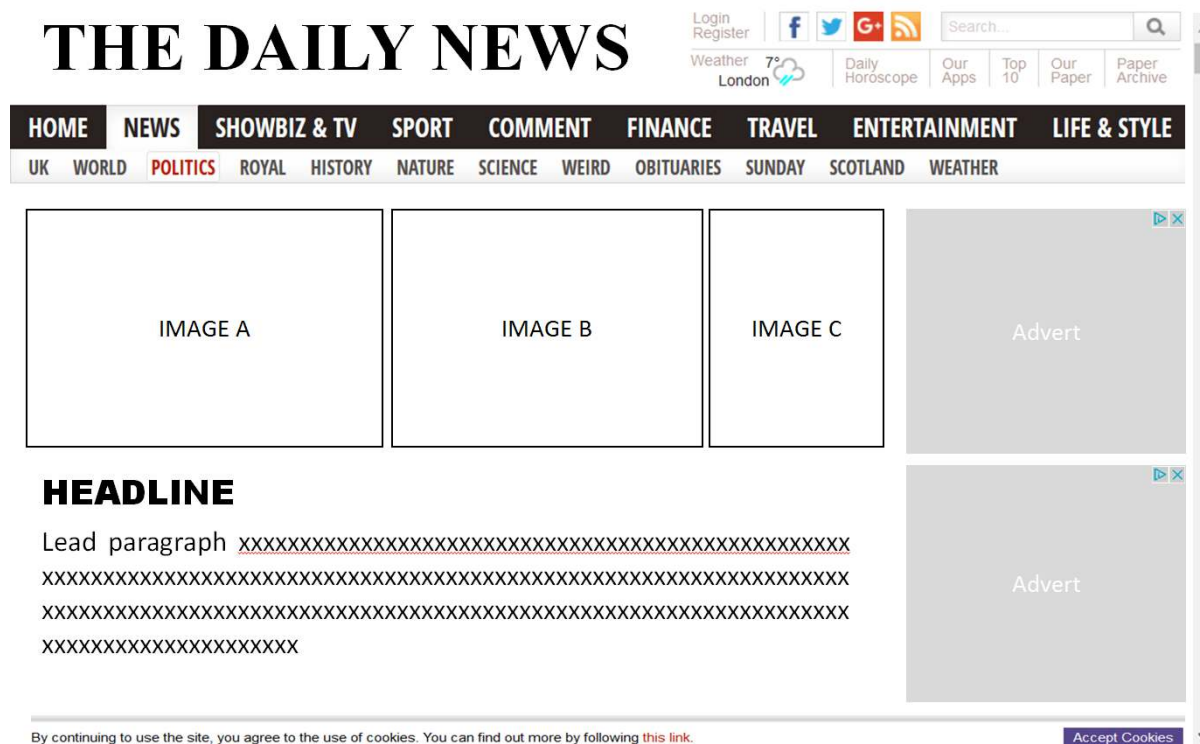 THE DAILY NEWS
Login
Register
Search...
Weather 7°
London
Daily
Horoscope
Our
Apps
Top
10
Our
Paper
Paper
Archive
HOME NEWS SHOWBIZ & TV SPORT COMMENT FINANCE TRAVEL ENTERTAINMENT LIFE & STYLE
UK WORLD POLITICS ROYAL HISTORY NATURE SCIENCE WEIRD OBITUARIES SUNDAY SCOTLAND WEATHER
IMAGE A
IMAGE B
IMAGE C
Advert
HEADLINE
Lead paragraph xxxxxxxxxxxxxxxxxxxxxxxxxxxxxxxxxxxxxxxxxxxxxxxxxx
xxxxxxxxxxxxxxxxxxxxxxxxxxxxxxxxxxxxxxxxxxxxxxxxxxxxxxxxxxxxxxxxxx
xxxxxxxxxxxxxxxxxxxxxxxxxxxxxxxxxxxxxxxxxxxxxxxxxxxxxxxxxxxxxxxxxx
xxxxxxxxxxxxxxxxxxxxx
Advert
By continuing to use the site, you agree to the use of cookies. You can find out more by following this link.
Accept Cookies